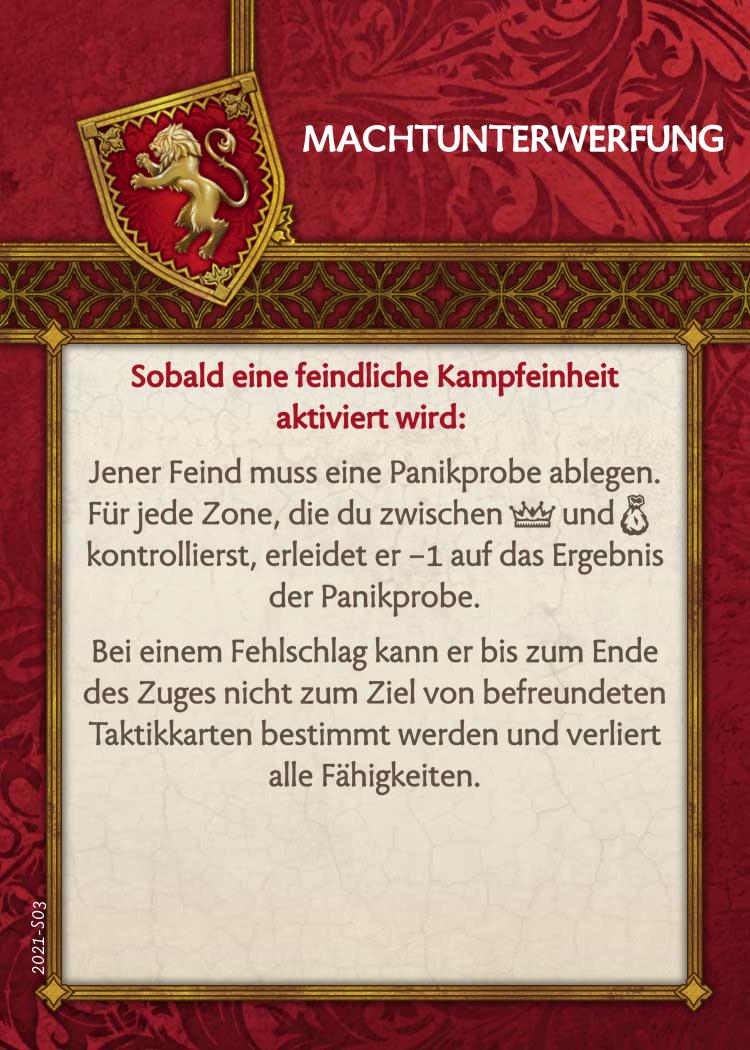 MACHTUNTERWERFUNG
Sobald eine feindliche Kampfeinheit
aktiviert wird:
Jener Feind muss eine Panikprobe ablegen.
Für jede Zone, die du zwischen und
kontrollierst, erleidet er –1 auf das Ergebnis
der Panikprobe.
Bei einem Fehlschlag kann er bis zum Ende
des Zuges nicht zum Ziel von befreundeten
Taktikkarten bestimmt werden und verliert
alle Fähigkeiten.
2021-S03